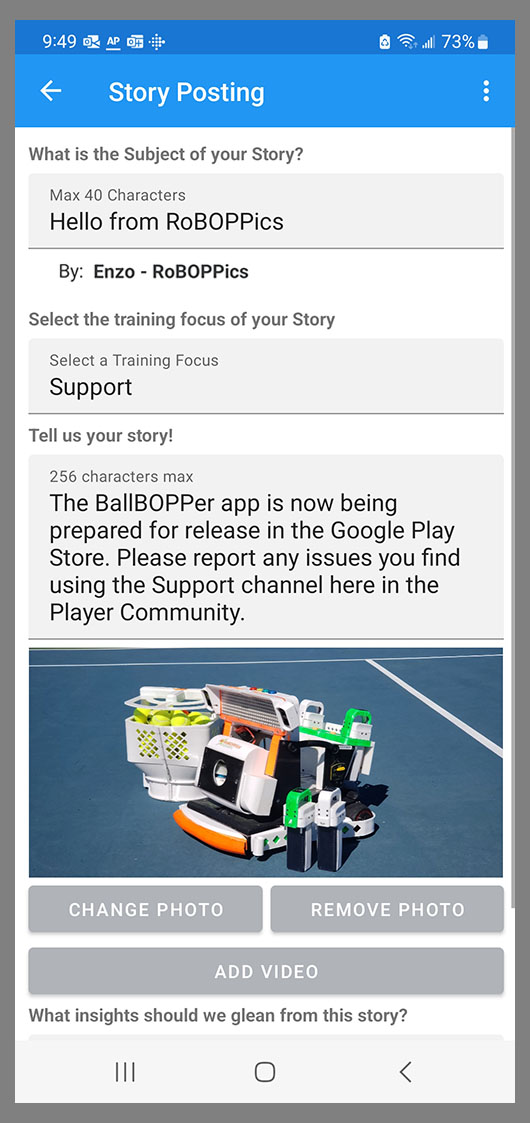 9:49 AP 73%
Story Posting
What is the Subject of your Story?
Max 40 Characters
Hello from RoBOPPics
By: Enzo - RoBOPPics
Select the training focus of your Story
Select a Training Focus
Support
Tell us your story!
256 characters max
The BallBOPPer app is now being
prepared for release in the Google Play
Store. Please report any issues you find
using the Support channel here in the
Player Community.
CHANGE PHOTO REMOVE PHOTO
ADD VIDEO
What insights should we glean from this story?